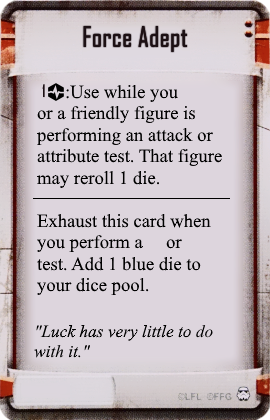 Force Adept
1 :Use while you
or a friendly figure is
performing an attack or
attribute test. That figure
may reroll 1 die.
Exhaust this card when
you perform a or
test. Add 1 blue die to
your dice pool.
"Luck has very little to do
with it."
©LFL ©FFG